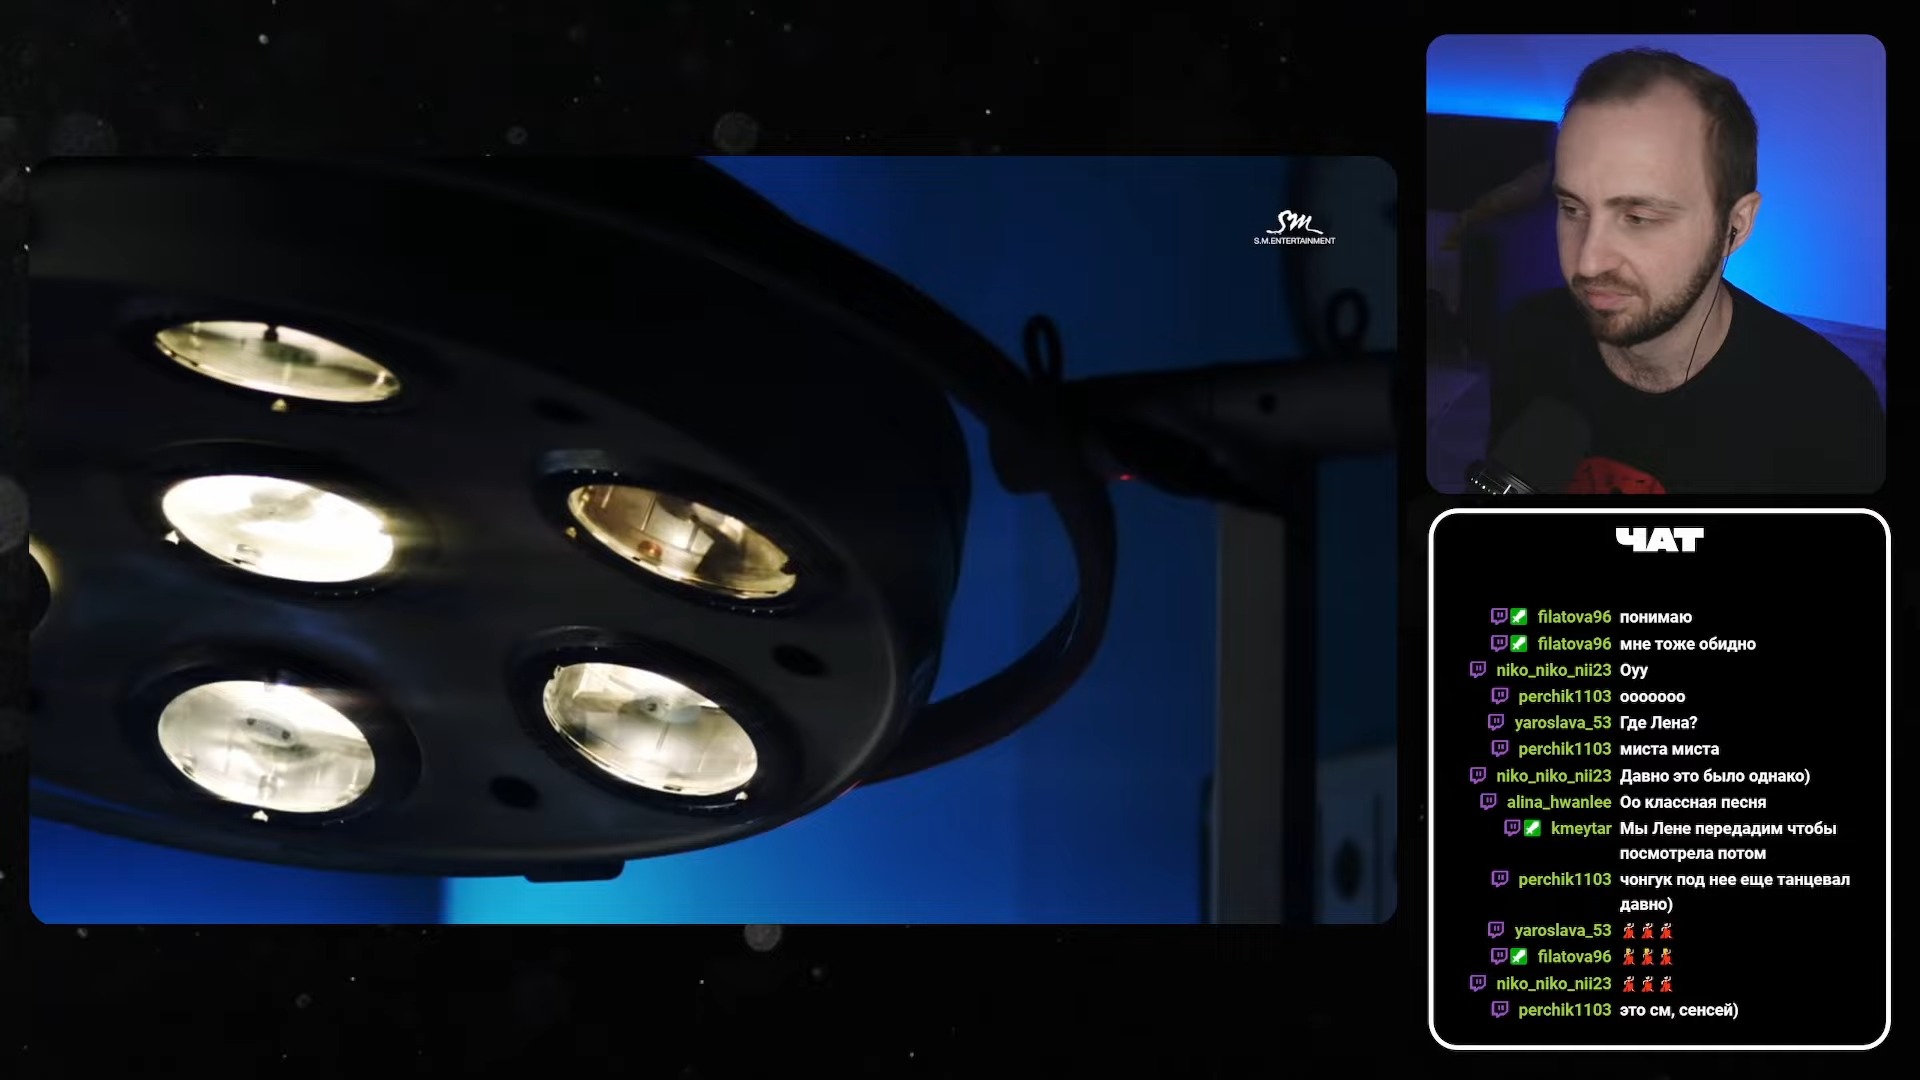 SM
S.M.ENTERTAINMENT
ЧАТ
filatova96 понимаю
filatova96 мне тоже обидно
niko_niko_nii23 Оуу
perchik1103 ооооооо
yaroslava_53 Где Лена?
perchik1103 миста миста
niko_niko_nii23 Давно это было однако)
alina_hwanlee Оо классная песня
kmeytar Мы Лене передадим чтобы
посмотрела потом
perchik1103 чонгук под нее еще танцевал
давно)
yaroslava_53 💃💃💃
filatova96 💃💃💃
niko_niko_nii23 💃💃💃
perchik1103 это см, сенсей)